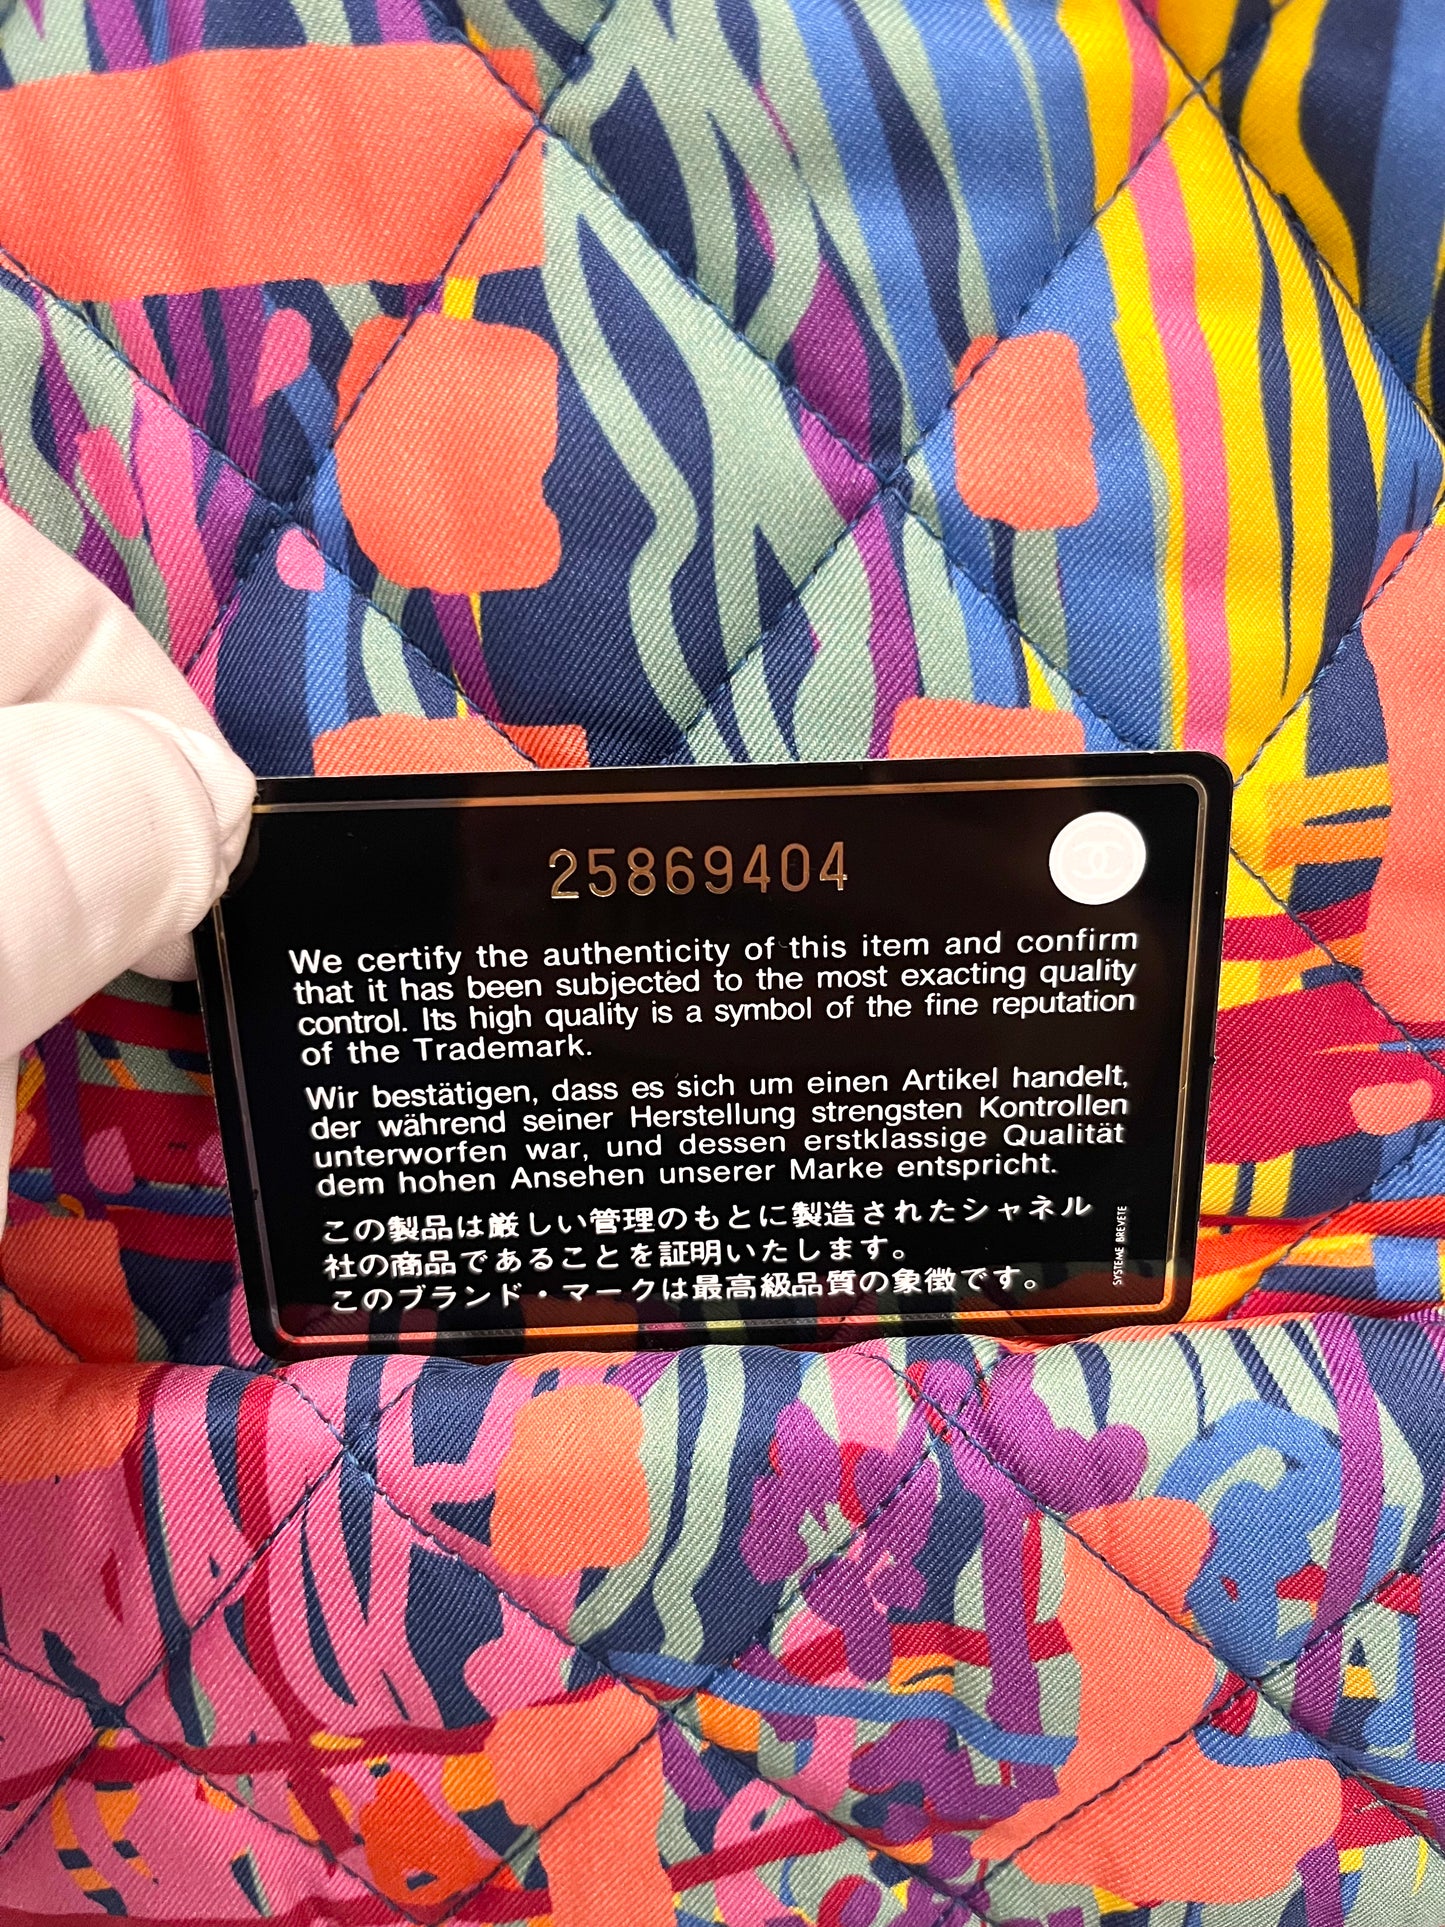 25869404
We certify the authenticity of this item and confirm
that it has been subjected to the most exacting quality
control. Its high quality is a symbol of the fine reputation
of the Trademark.
Wir bestätigen, dass es sich um einen Artikel handelt,
der während seiner Herstellung strengsten Kontrollen
unterworfen war, und dessen erstklassige Qualität
dem hohen Ansehen unserer Marke entspricht.
この製品は厳しい管理のもとに製造されたシャネル
社の商品であることを証明いたします。
このブランド・マークは最高級品質の象徴です。
SYSTEME BREVETE